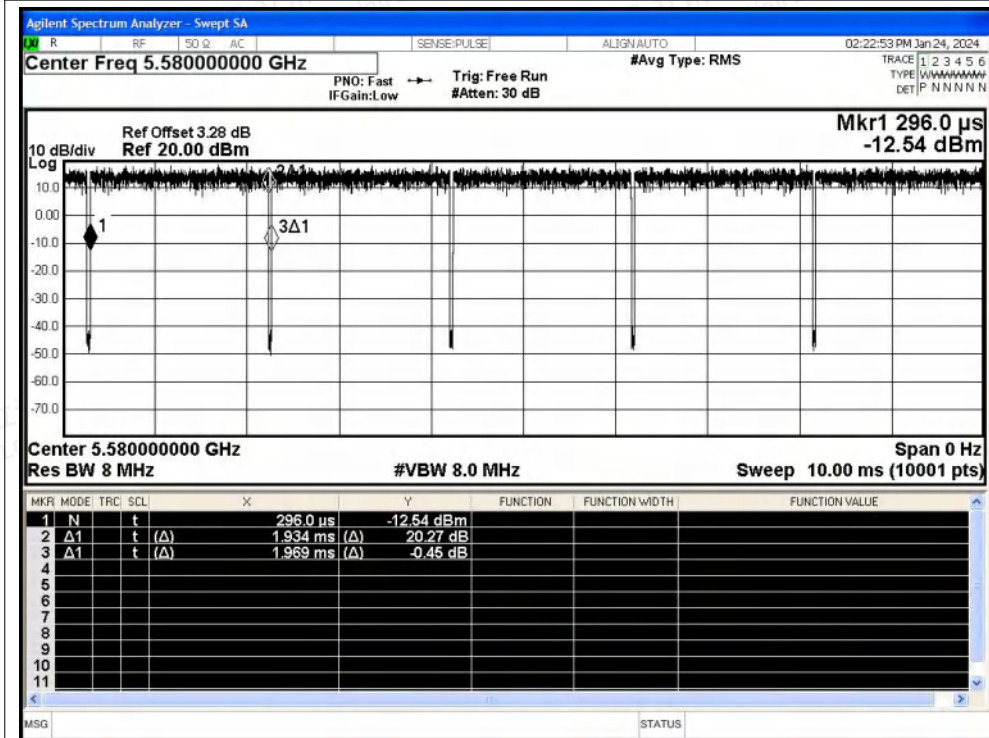 Agilent Spectrum Analyzer - Swept SA
LXI R RF 50 Ω AC SENSE:PULSE ALIGN AUTO 02:22:53 PM Jan 24, 2024
Center Freq 5.580000000 GHz #Avg Type: RMS TRACE 1 2 3 4 5 6
PNO: Fast Trig: Free Run TYPE WWWWWW
IFGain:Low #Atten: 30 dB DET P N N N N N
Ref Offset 3.28 dB Mkr1 296.0 µs
10 dB/div Ref 20.00 dBm -12.54 dBm
Log
2Δ1
10.0
0.00
1 3Δ1
-10.0
-20.0
-30.0
-40.0
-50.0
-60.0
-70.0
Center 5.580000000 GHz Span 0 Hz
Res BW 8 MHz #VBW 8.0 MHz Sweep 10.00 ms (10001 pts)
MKR MODE TRC SCL X Y FUNCTION FUNCTION WIDTH FUNCTION VALUE
1 N t 296.0 µs -12.54 dBm
2 Δ1 t (Δ) 1.934 ms (Δ) 20.27 dB
3 Δ1 t (Δ) 1.969 ms (Δ) -0.45 dB
4
5
6
7
8
9
10
11
MSG STATUS